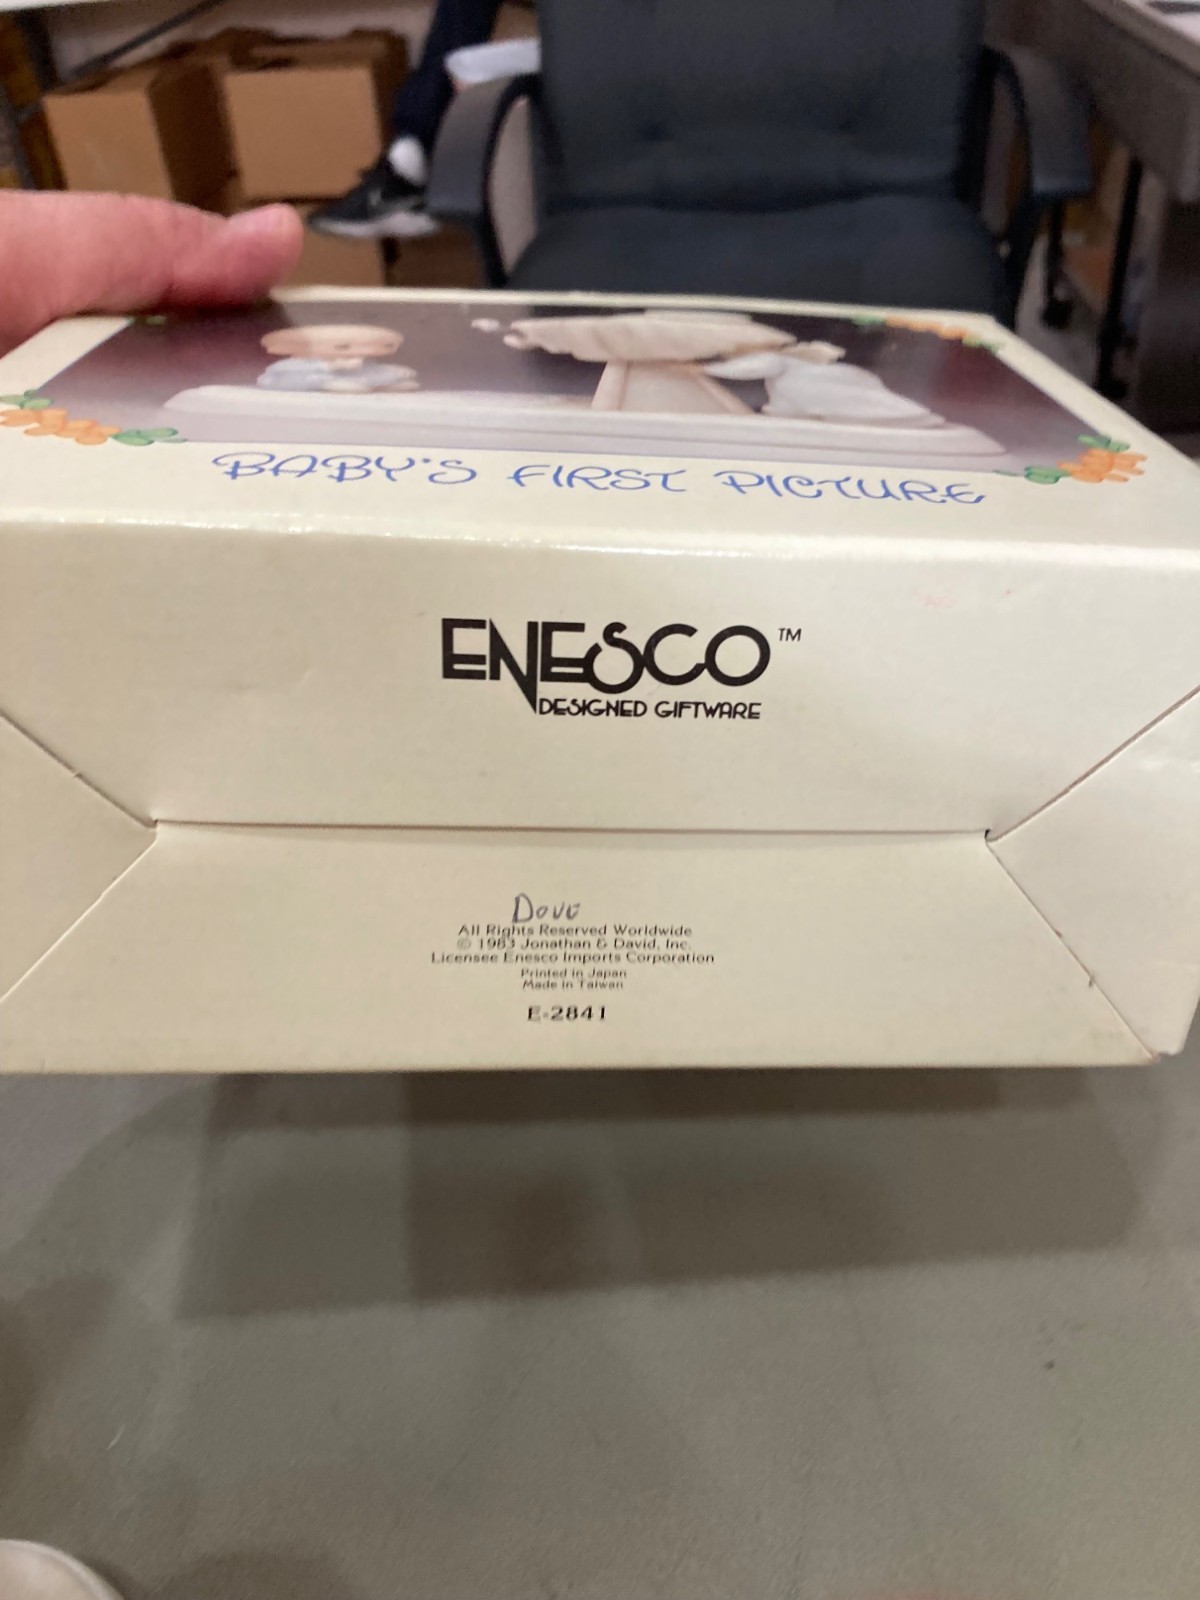 BABY'S FIRST PICTURE
ENESCO™
DESIGNED GIFTWARE
Dove
All Rights Reserved Worldwide
© 1983 Jonathan & David, Inc.
Licensee Enesco Imports Corporation
Printed in Japan
Made in Taiwan
E-2841